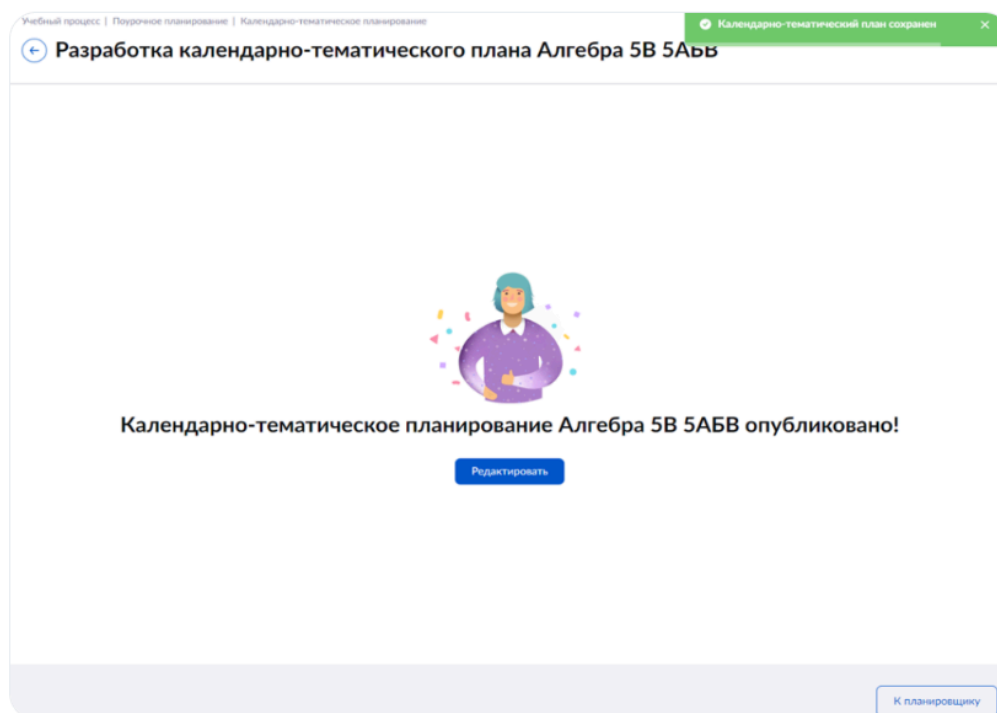 Учебный процесс | Поурочное планирование | Календарно-тематическое планирование
Календарно-тематический план сохранен
Разработка календарно-тематического плана Алгебра 5В 5АБВ
Календарно-тематическое планирование Алгебра 5В 5АБВ опубликовано!
Редактировать
К планировщику